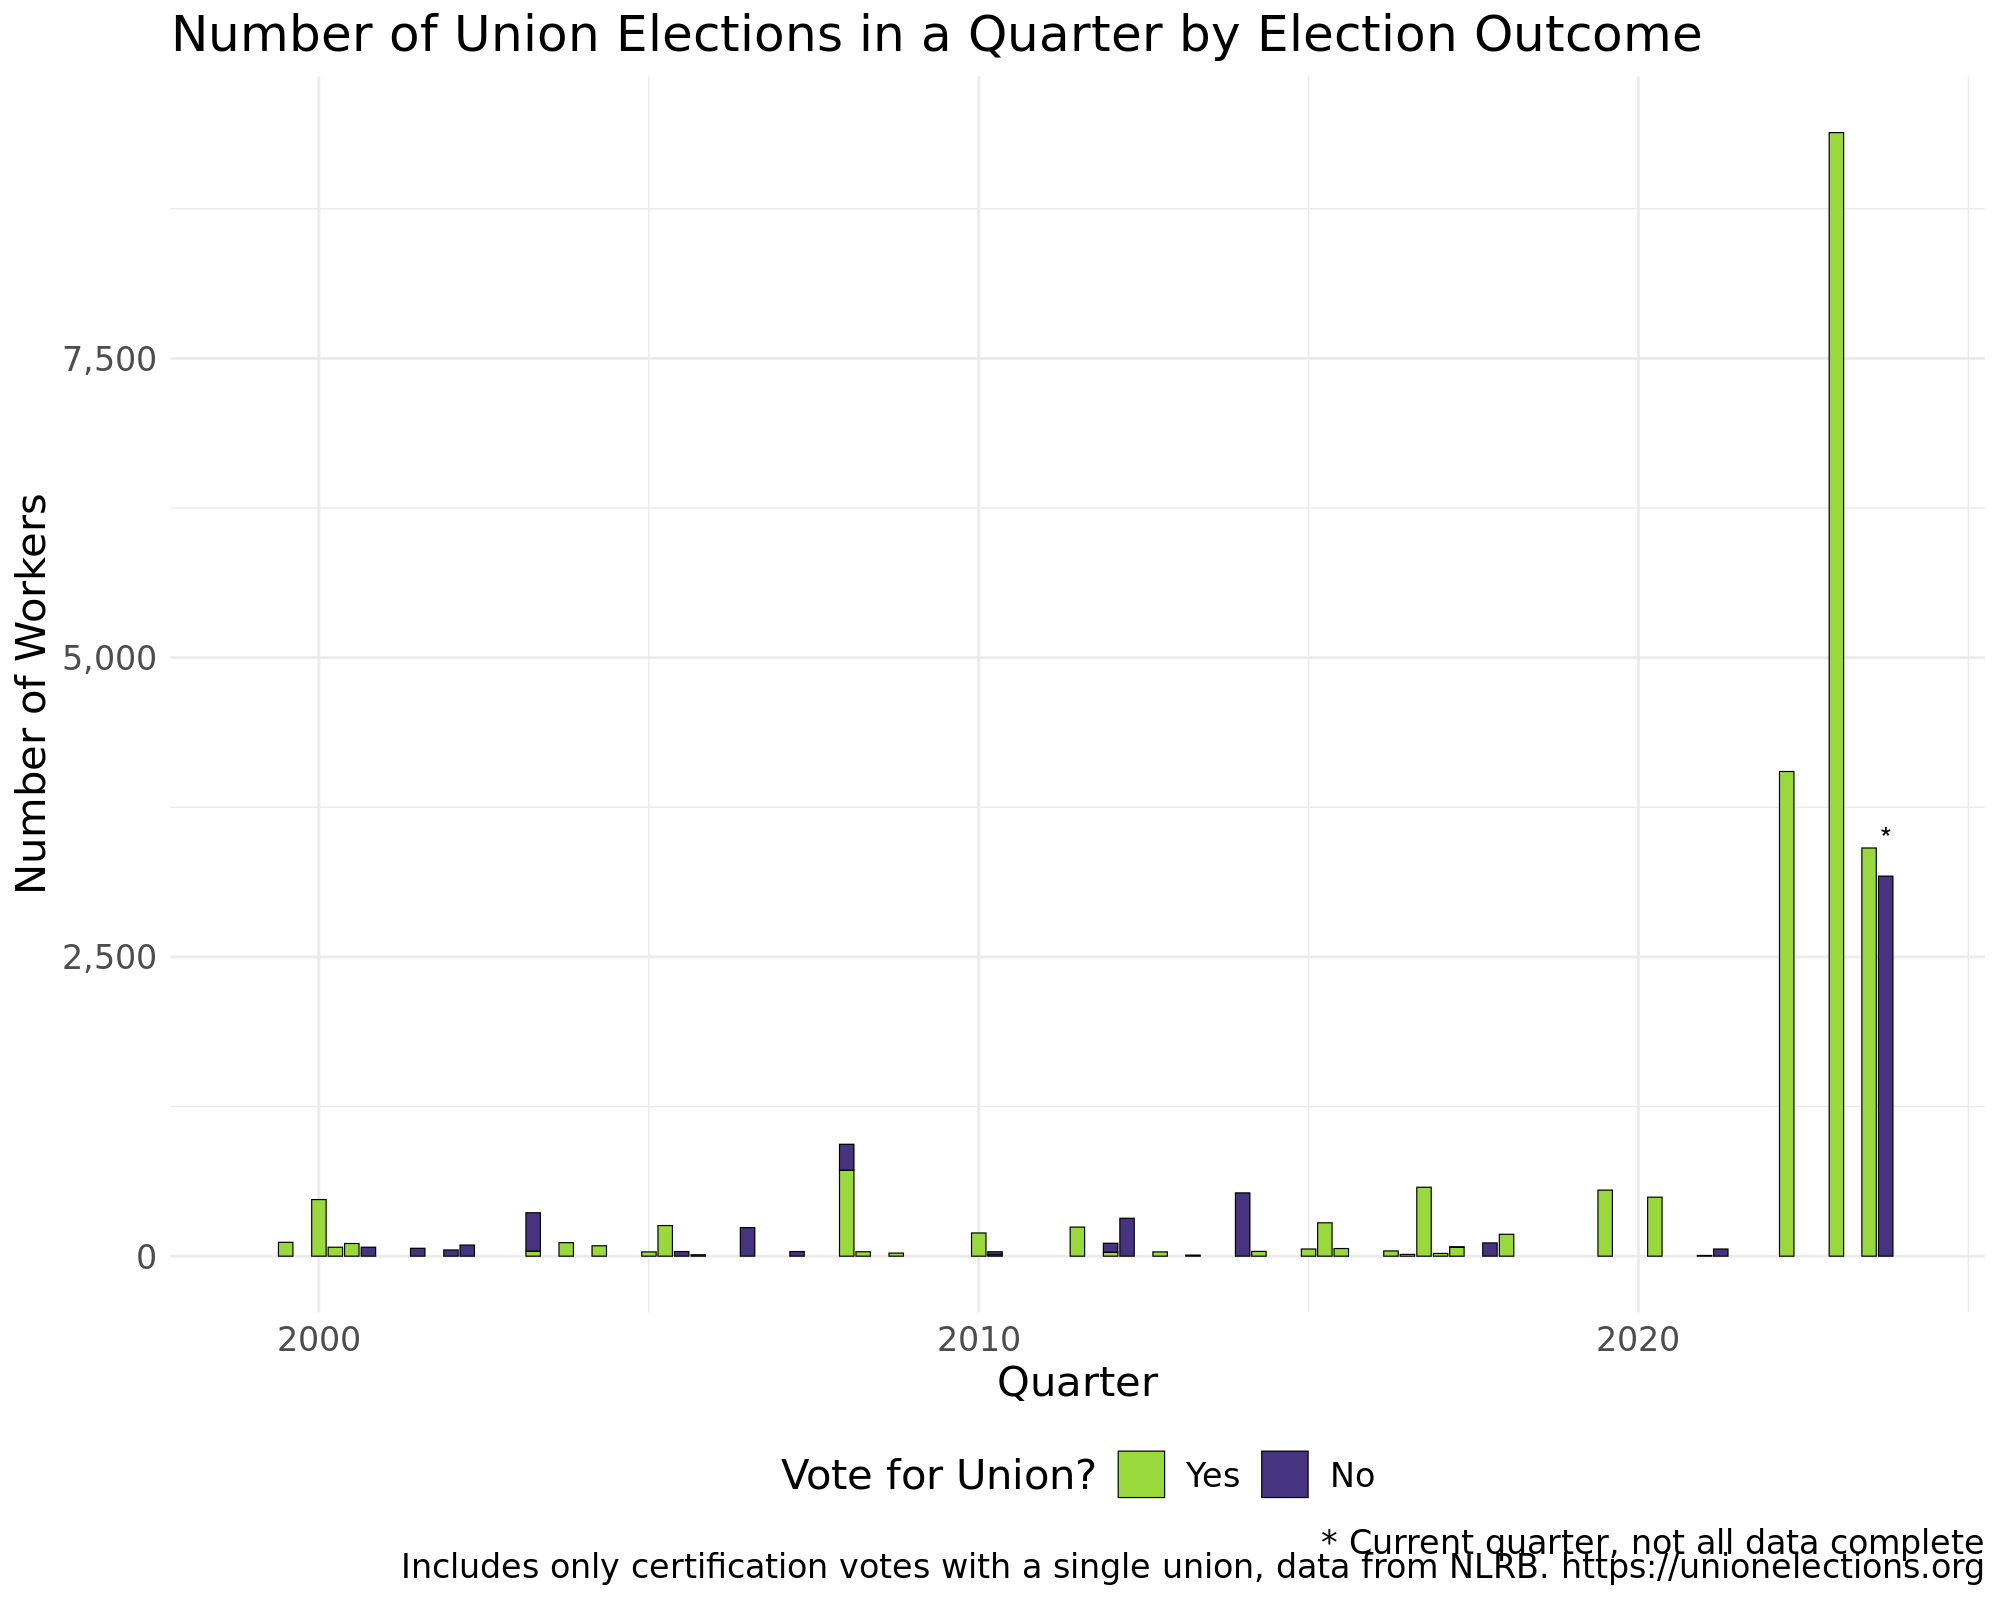 Number of Union Elections in a Quarter by Election Outcome
Number of Workers
7,500
5,000
2,500
0
*
2000 2010 2020
Quarter
Vote for Union? Yes No
* Current quarter, not all data complete
Includes only certification votes with a single union, data from NLRB. https://unionelections.org